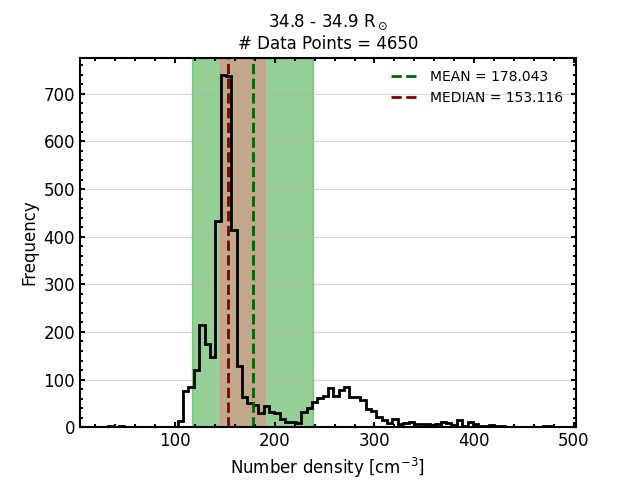 34.8 - 34.9 R⊙
# Data Points = 4650
MEAN = 178.043
MEDIAN = 153.116
700
600
500
400
300
200
100
0
Frequency
100 200 300 400 500
Number density [cm⁻³]